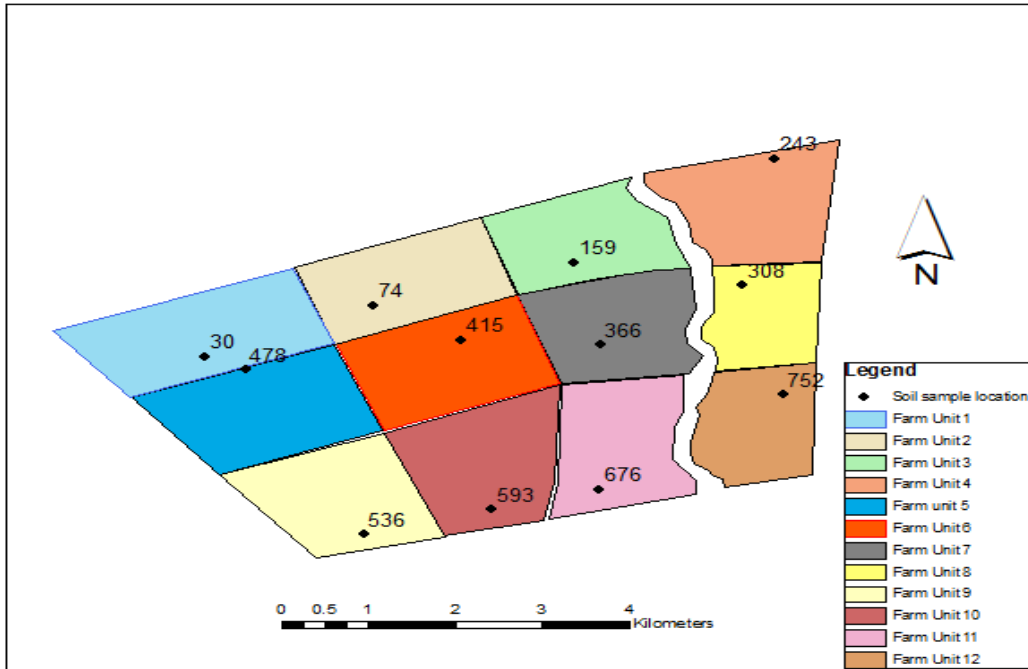 243
159
308
74
415
366
30
478
752
676
593
536
N
0 0.5 1 2 3 4
Kilometers
Legend
Soil sample location
Farm Unit 1
Farm Unit 2
Farm Unit 3
Farm Unit 4
Farm unit 5
Farm Unit 6
Farm Unit 7
Farm Unit 8
Farm Unit 9
Farm Unit 10
Farm Unit 11
Farm Unit 12